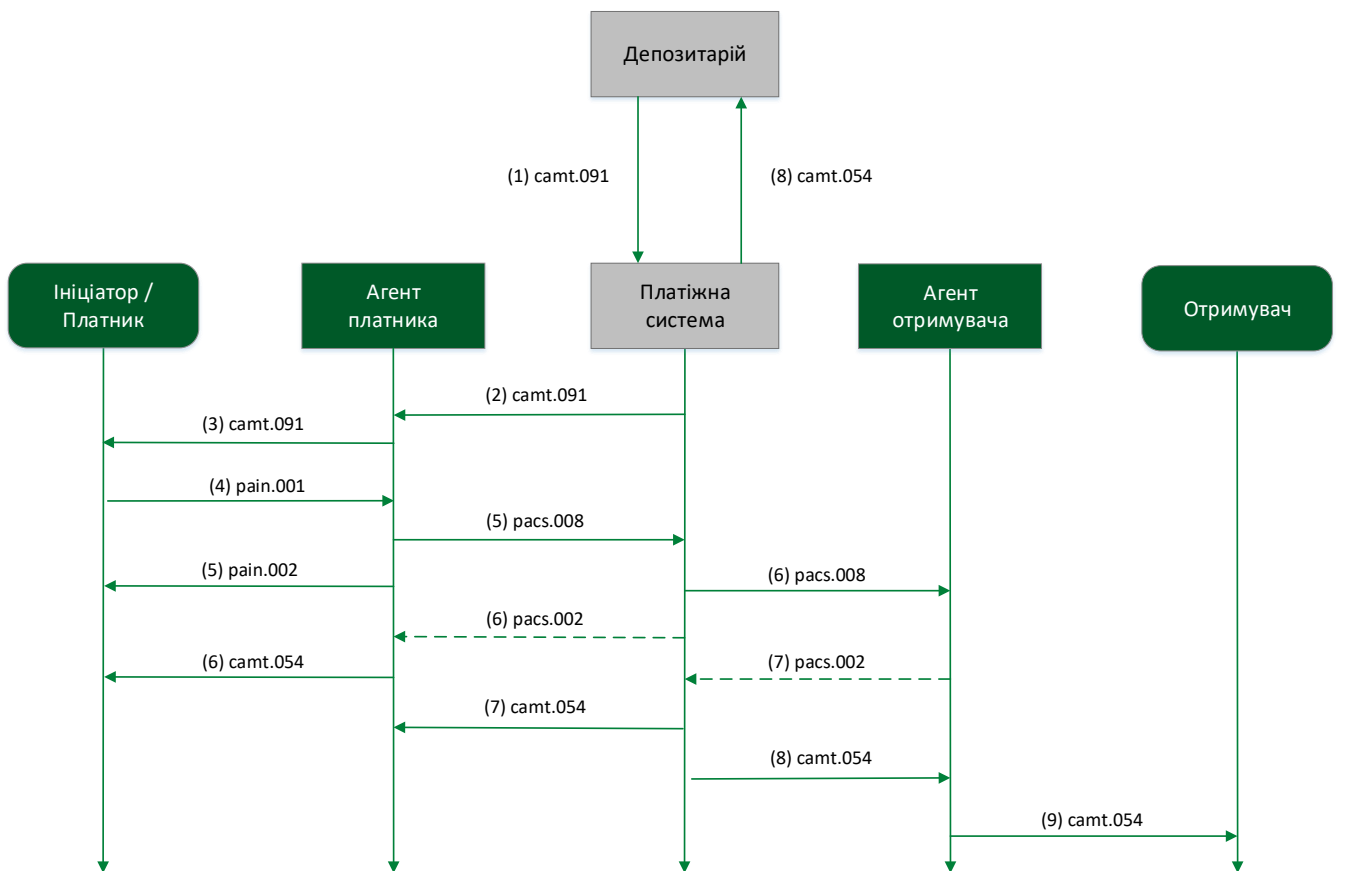 Депозитарій
(1) camt.091
(8) camt.054
Ініціатор /
Платник
Агент
платника
Платіжна
система
Агент
отримувача
Отримувач
(2) camt.091
(3) camt.091
(4) pain.001
(5) pacs.008
(5) pain.002
(6) pacs.008
(6) pacs.002
(6) camt.054
(7) pacs.002
(7) camt.054
(8) camt.054
(9) camt.054